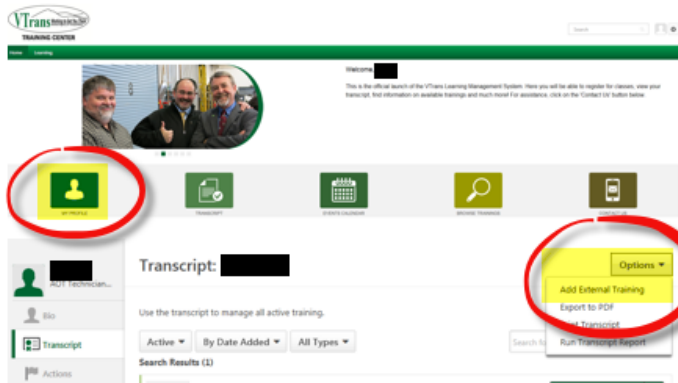 VTrans
TRAINING CENTER
Search
Home Learning
Welcome,
This is the official launch of the VTrans Learning Management System. Here you will be able to register for classes, view your
transcript, find information on available trainings and much more! For assistance, click on the 'Contact Us' button below.
MY PROFILE
TRANSCRIPT
EVENTS CALENDAR
BROWSE TRAININGS
CONTACT US
Transcript:
Options
AOT Technician...
Add External Training
Bio
Use the transcript to manage all active training.
Export to PDF
Print Transcript
Transcript
Active
By Date Added
All Types
Search
Run Transcript Report
Search Results (1)
Actions